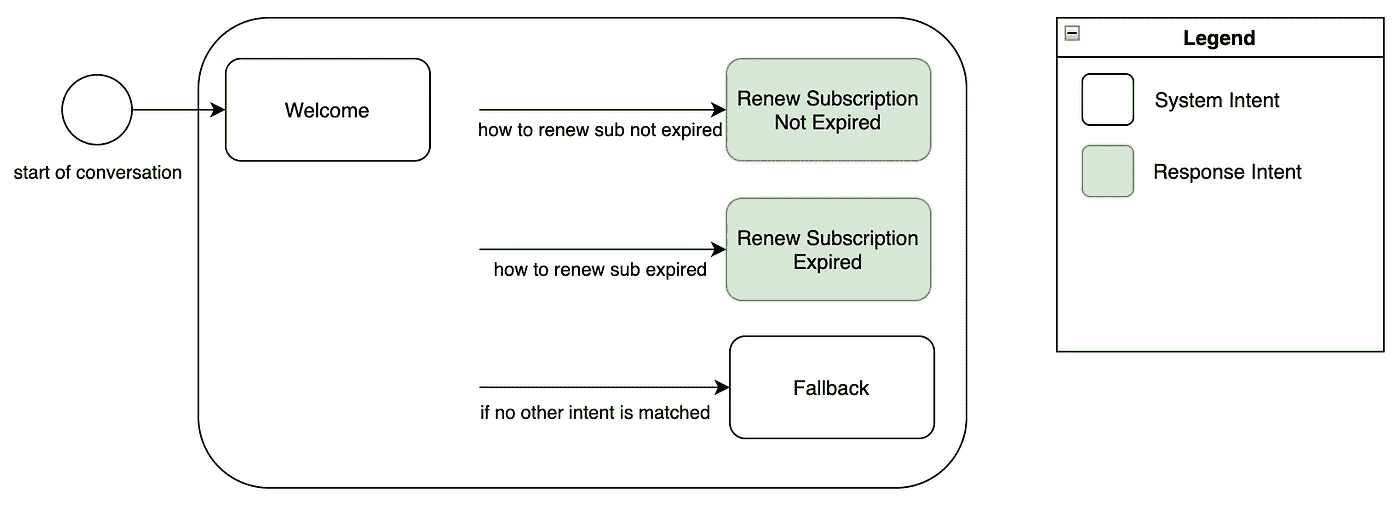 start of conversation
Welcome
how to renew sub not expired
Renew Subscription
Not Expired
how to renew sub expired
Renew Subscription
Expired
if no other intent is matched
Fallback
Legend
System Intent
Response Intent